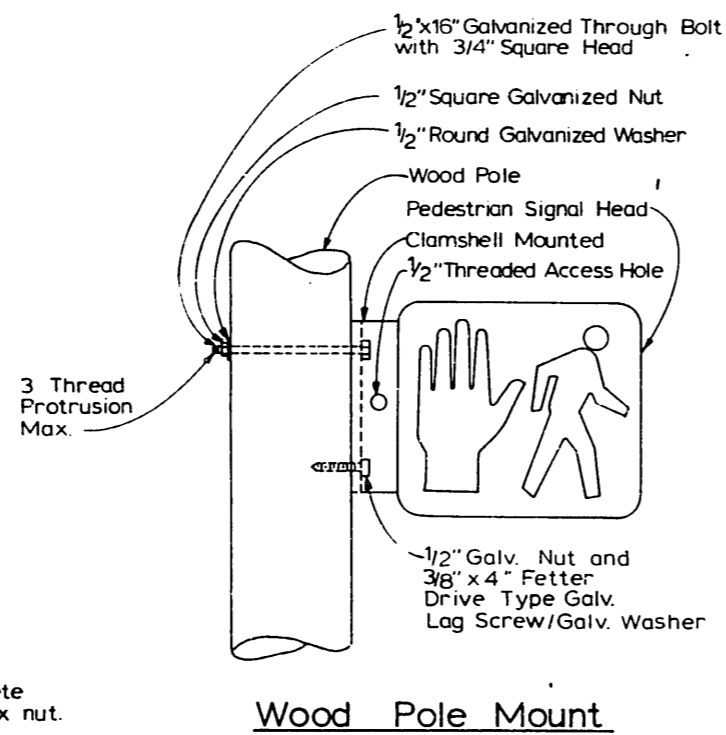 1/2"x16" Galvanized Through Bolt
with 3/4" Square Head
1/2" Square Galvanized Nut
1/2" Round Galvanized Washer
Wood Pole
Pedestrian Signal Head
Clamshell Mounted
1/2" Threaded Access Hole
3 Thread
Protrusion
Max.
1/2" Galv. Nut and
3/8" x 4" Fetter
Drive Type Galv.
Lag Screw/Galv. Washer
ete
x nut.
Wood Pole Mount